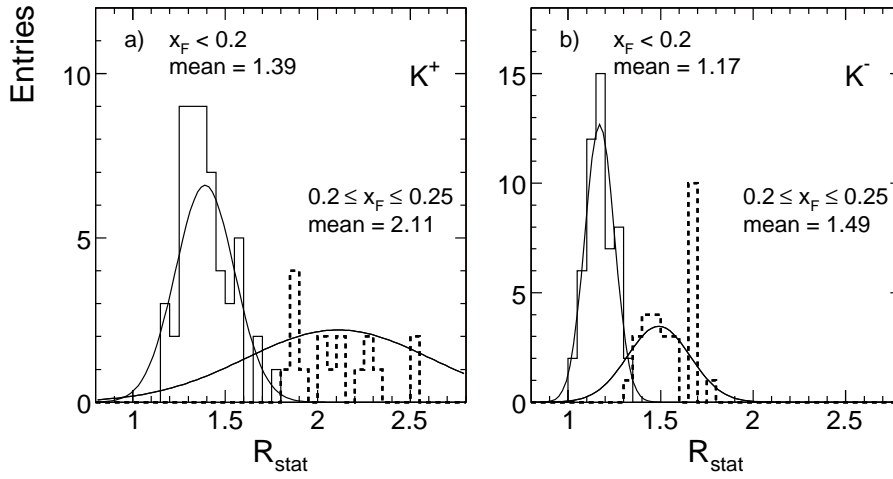 Entries
a)
x_F < 0.2
mean = 1.39
K⁺
0.2 ≤ x_F ≤ 0.25
mean = 2.11
10
5
0
1
1.5
2
2.5
R_stat
b)
x_F < 0.2
mean = 1.17
K⁻
0.2 ≤ x_F ≤ 0.25
mean = 1.49
15
10
5
0
1
1.5
2
2.5
R_stat